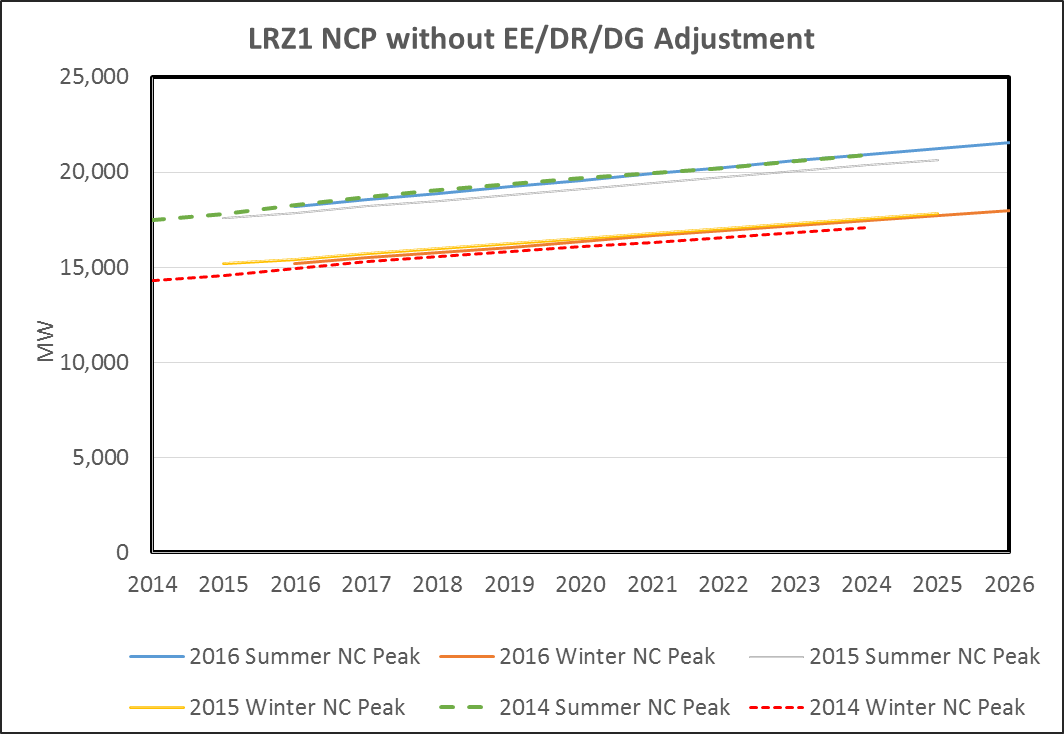 LRZ1 NCP without EE/DR/DG Adjustment
25,000
20,000
15,000
10,000
5,000
0
MW
2014 2015 2016 2017 2018 2019 2020 2021 2022 2023 2024 2025 2026
2016 Summer NC Peak 2016 Winter NC Peak 2015 Summer NC Peak
2015 Winter NC Peak 2014 Summer NC Peak 2014 Winter NC Peak